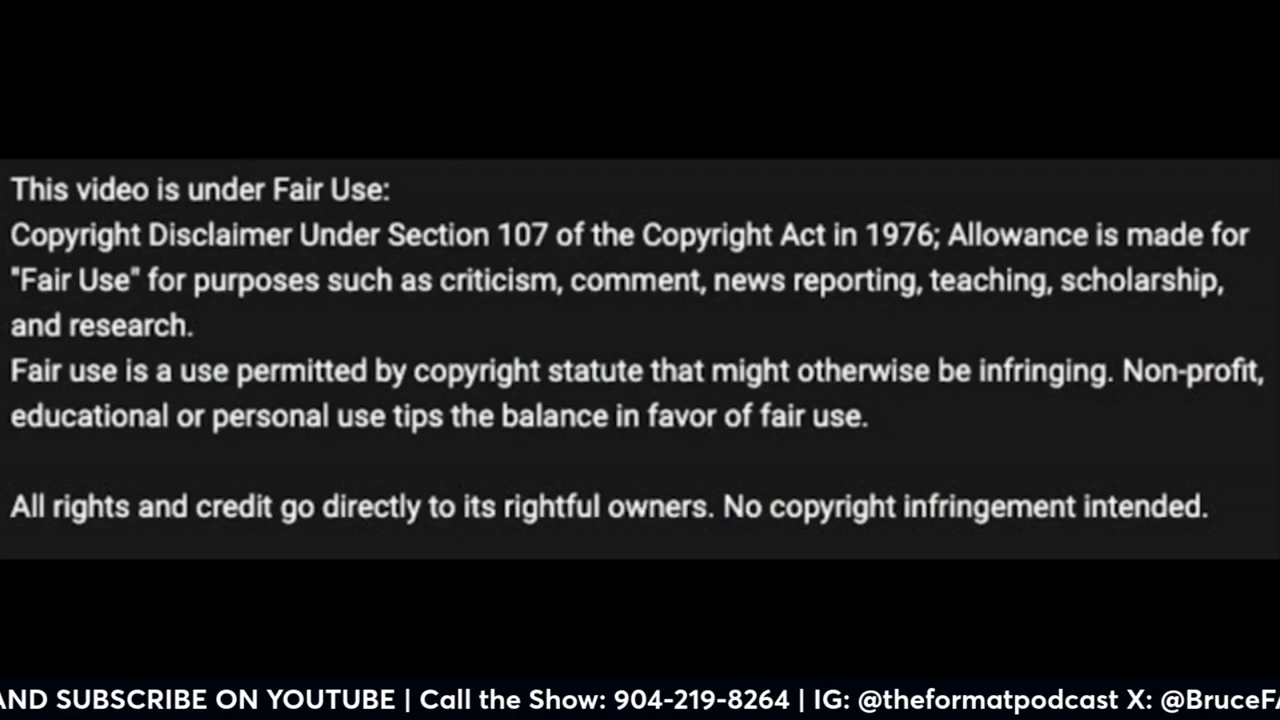 This video is under Fair Use:
Copyright Disclaimer Under Section 107 of the Copyright Act in 1976; Allowance is made for
"Fair Use" for purposes such as criticism, comment, news reporting, teaching, scholarship,
and research.
Fair use is a use permitted by copyright statute that might otherwise be infringing. Non-profit,
educational or personal use tips the balance in favor of fair use.
All rights and credit go directly to its rightful owners. No copyright infringement intended.
AND SUBSCRIBE ON YOUTUBE | Call the Show: 904-219-8264 | IG: @theformatpodcast X: @BruceF